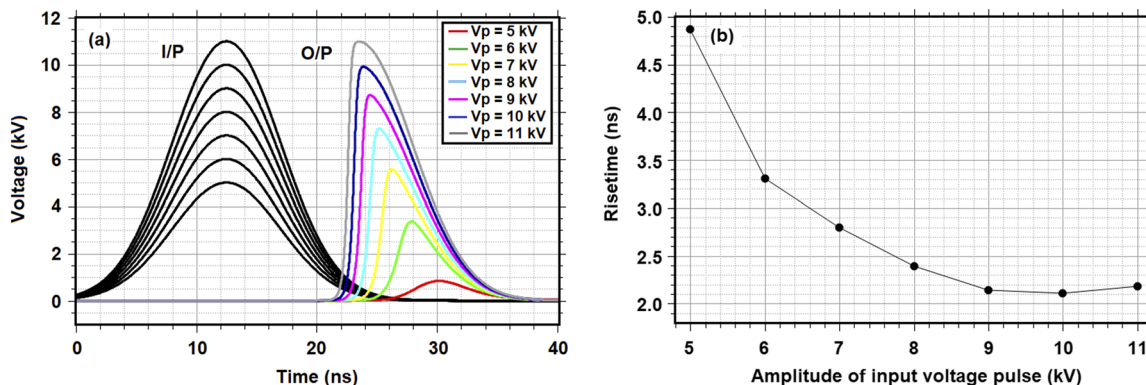 (a)
I/P
O/P
Vp = 5 kV
Vp = 6 kV
Vp = 7 kV
Vp = 8 kV
Vp = 9 kV
Vp = 10 kV
Vp = 11 kV
12
10
8
6
4
2
0
Voltage (kV)
0 10 20 30 40
Time (ns)
(b)
5.0
4.5
4.0
3.5
3.0
2.5
2.0
Risetime (ns)
5 6 7 8 9 10 11
Amplitude of input voltage pulse (kV)